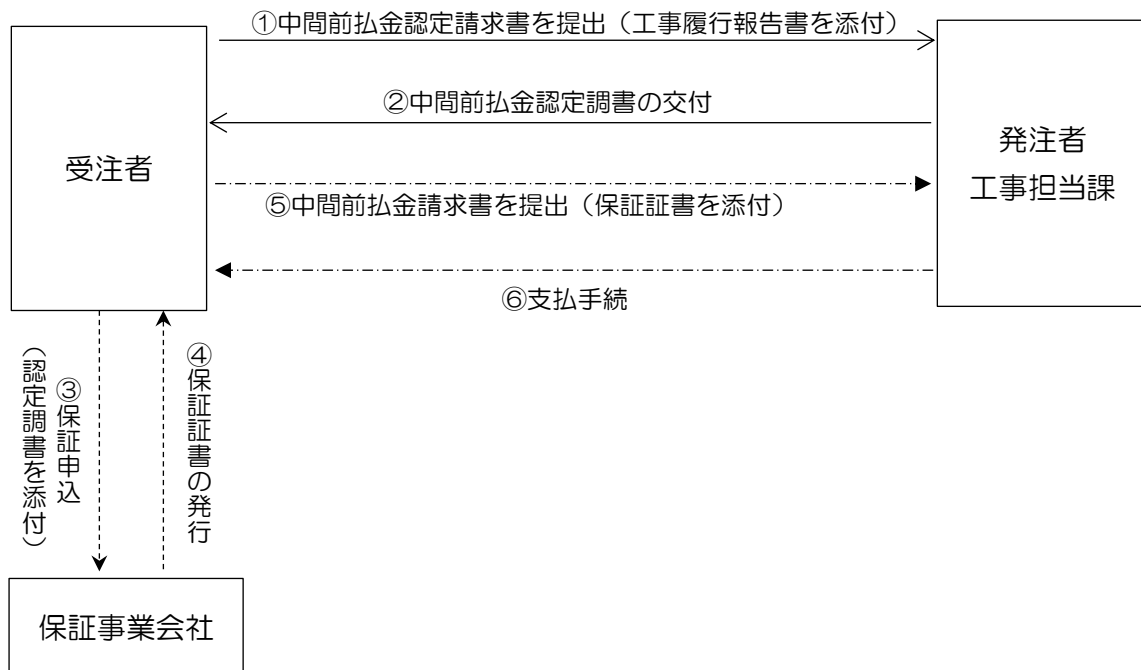 ①中間前払金認定請求書を提出（工事履行報告書を添付）
②中間前払金認定調書の交付
受注者
発注者
工事担当課
⑤中間前払金請求書を提出（保証証書を添付）
⑥支払手続
③保証申込
（認定調書を添付）
④保証証書の発行
保証事業会社